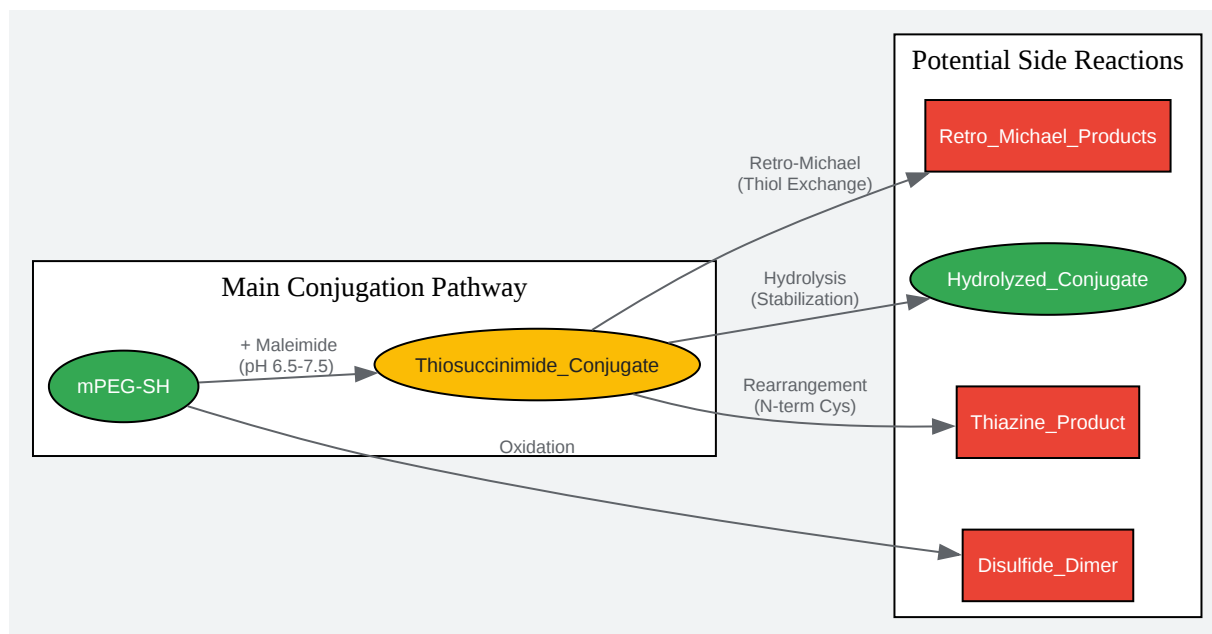 Potential Side Reactions
Retro_Michael_Products
Retro-Michael
(Thiol Exchange)
Hydrolysis
(Stabilization)
Hydrolyzed_Conjugate
Main Conjugation Pathway
+ Maleimide
(pH 6.5-7.5)
mPEG-SH
Thiosuccinimide_Conjugate
Rearrangement
(N-term Cys)
Thiazine_Product
Oxidation
Disulfide_Dimer